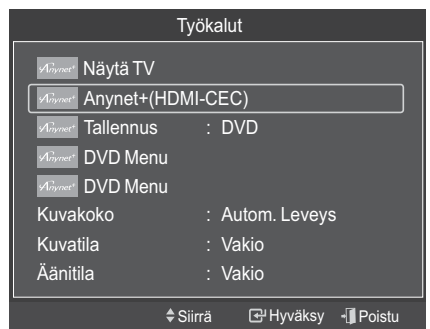 Työkalut
Anynet+ Näytä TV
Anynet+ Anynet+(HDMI-CEC)
Anynet+ Tallennus : DVD
Anynet+ DVD Menu
Anynet+ DVD Menu
Kuvakoko : Autom. Leveys
Kuvatila : Vakio
Äänitila : Vakio
Siirrä Hyväksy Poistu